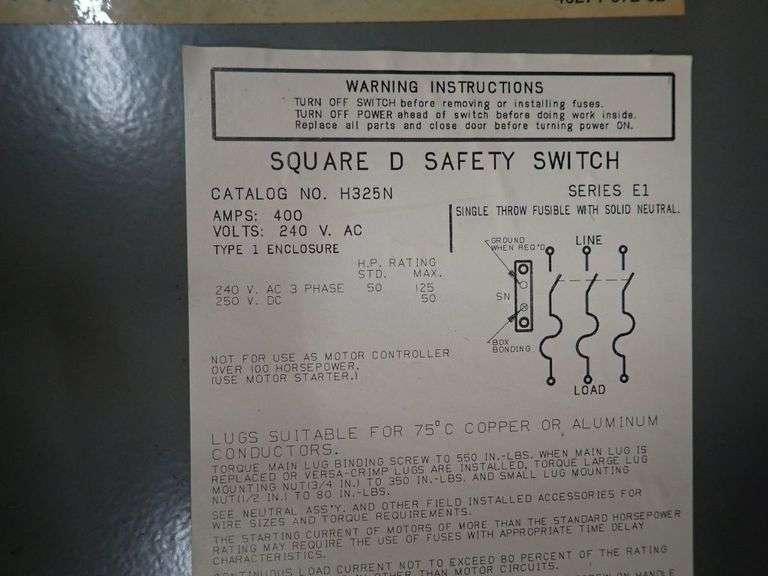 WARNING INSTRUCTIONS
TURN OFF SWITCH before removing or installing fuses.
TURN OFF POWER ahead of switch before doing work inside.
Replace all parts and close door before turning power ON.
SQUARE D SAFETY SWITCH
CATALOG NO. H325N
SERIES E1
AMPS: 400
VOLTS: 240 V. AC
TYPE 1 ENCLOSURE
SINGLE THROW FUSIBLE WITH SOLID NEUTRAL.
H.P. RATING
STD. MAX.
240 V. AC 3 PHASE 50 125
250 V. DC 50
GROUND
WHEN REQ'D
LINE
SN
BOX
BONDING
LOAD
NOT FOR USE AS MOTOR CONTROLLER
OVER 100 HORSEPOWER.
(USE MOTOR STARTER.)
LUGS SUITABLE FOR 75°C COPPER OR ALUMINUM
CONDUCTORS.
TORQUE MAIN LUG BINDING SCREW TO 550 IN.-LBS. WHEN MAIN LUG IS
REPLACED OR VERSA-CRIMP LUGS ARE INSTALLED, TORQUE LARGE LUG
MOUNTING NUT(3/4 IN.) TO 350 IN.-LBS. AND SMALL LUG MOUNTING
NUT(1/2 IN.) TO 80 IN.-LBS.
SEE NEUTRAL ASS'Y. AND OTHER FIELD INSTALLED ACCESSORIES FOR
WIRE SIZES AND TORQUE REQUIREMENTS.
THE STARTING CURRENT OF MOTORS OF MORE THAN THE STANDARD HORSEPOWER
RATING MAY REQUIRE THE USE OF FUSES WITH APPROPRIATE TIME DELAY
CHARACTERISTICS.
CONTINUOUS LOAD CURRENT NOT TO EXCEED 80 PERCENT OF THE RATING
OTHER THAN MOTOR CIRCUITS.
ON HANDLE